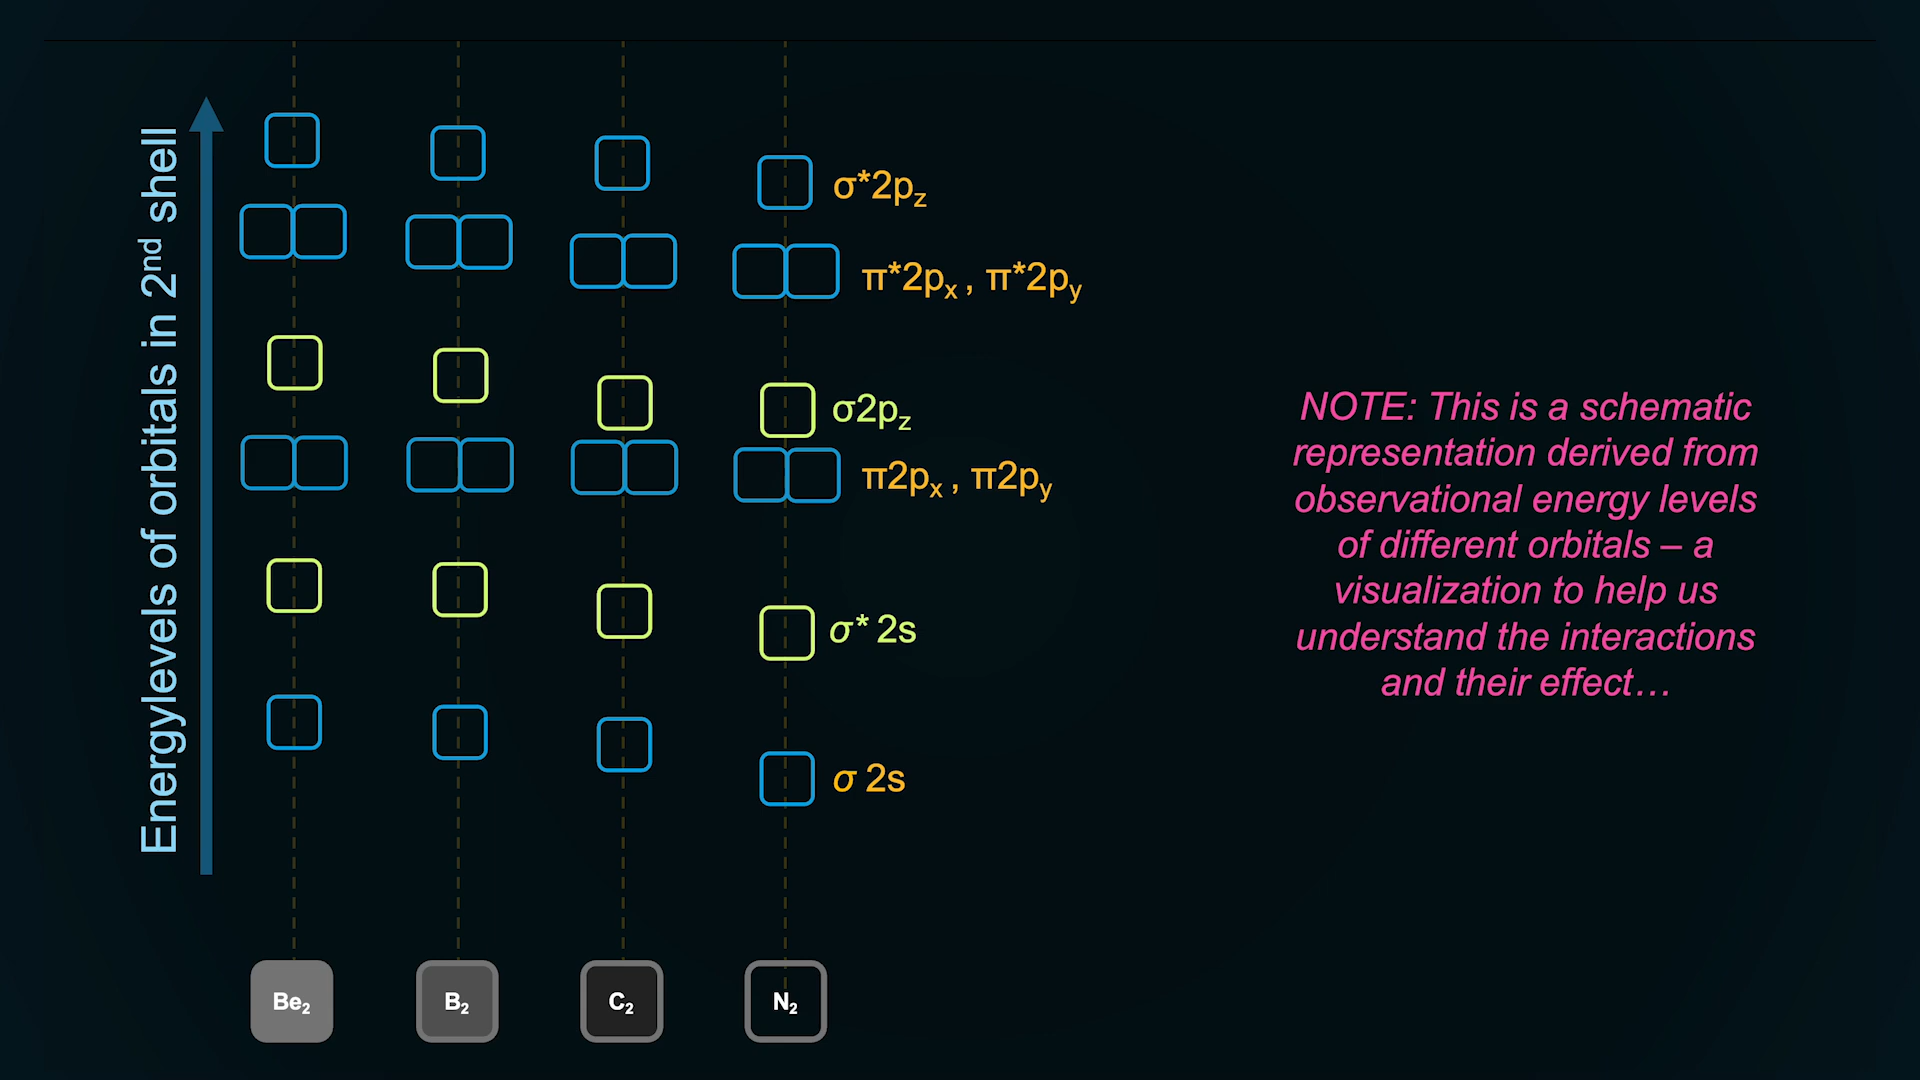 Energylevels of orbitals in 2nd shell
σ*2pz
π*2px , π*2py
σ2pz
π2px , π2py
σ* 2s
σ 2s
NOTE: This is a schematic
representation derived from
observational energy levels
of different orbitals – a
visualization to help us
understand the interactions
and their effect…
Be2
B2
C2
N2